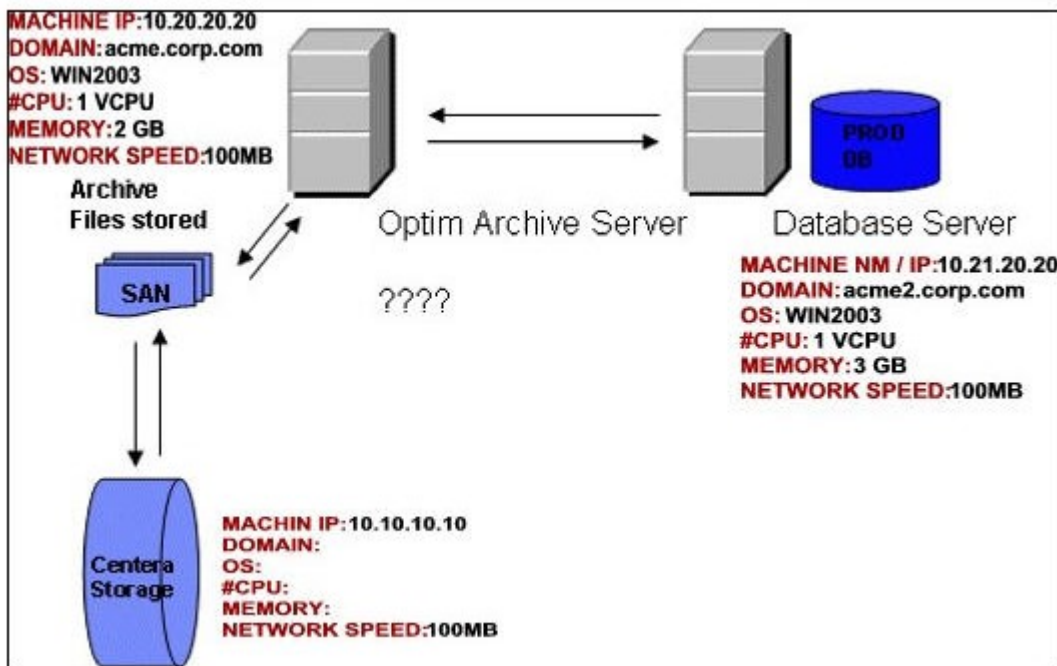 MACHINE IP:10.20.20.20
DOMAIN:acme.corp.com
OS: WIN2003
#CPU: 1 VCPU
MEMORY:2 GB
NETWORK SPEED:100MB
Archive
Files stored
SAN
Optim Archive Server
????
PROD
DB
Database Server
MACHINE NM / IP:10.21.20.20
DOMAIN:acme2.corp.com
OS: WIN2003
#CPU: 1 VCPU
MEMORY:3 GB
NETWORK SPEED:100MB
Centera
Storage
MACHIN IP:10.10.10.10
DOMAIN:
OS:
#CPU:
MEMORY:
NETWORK SPEED:100MB